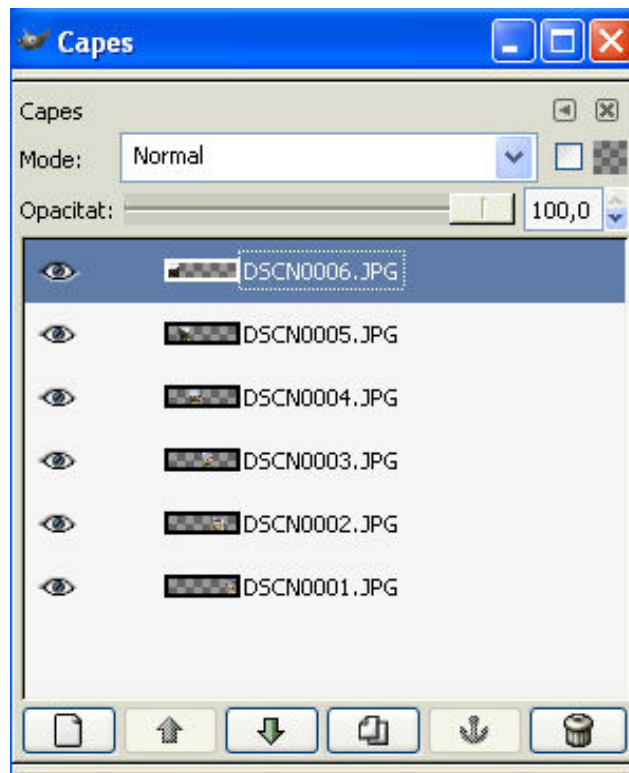 Capes
Capes
Mode: Normal
Opacitat: 100,0
DSCN0006.JPG
DSCN0005.JPG
DSCN0004.JPG
DSCN0003.JPG
DSCN0002.JPG
DSCN0001.JPG